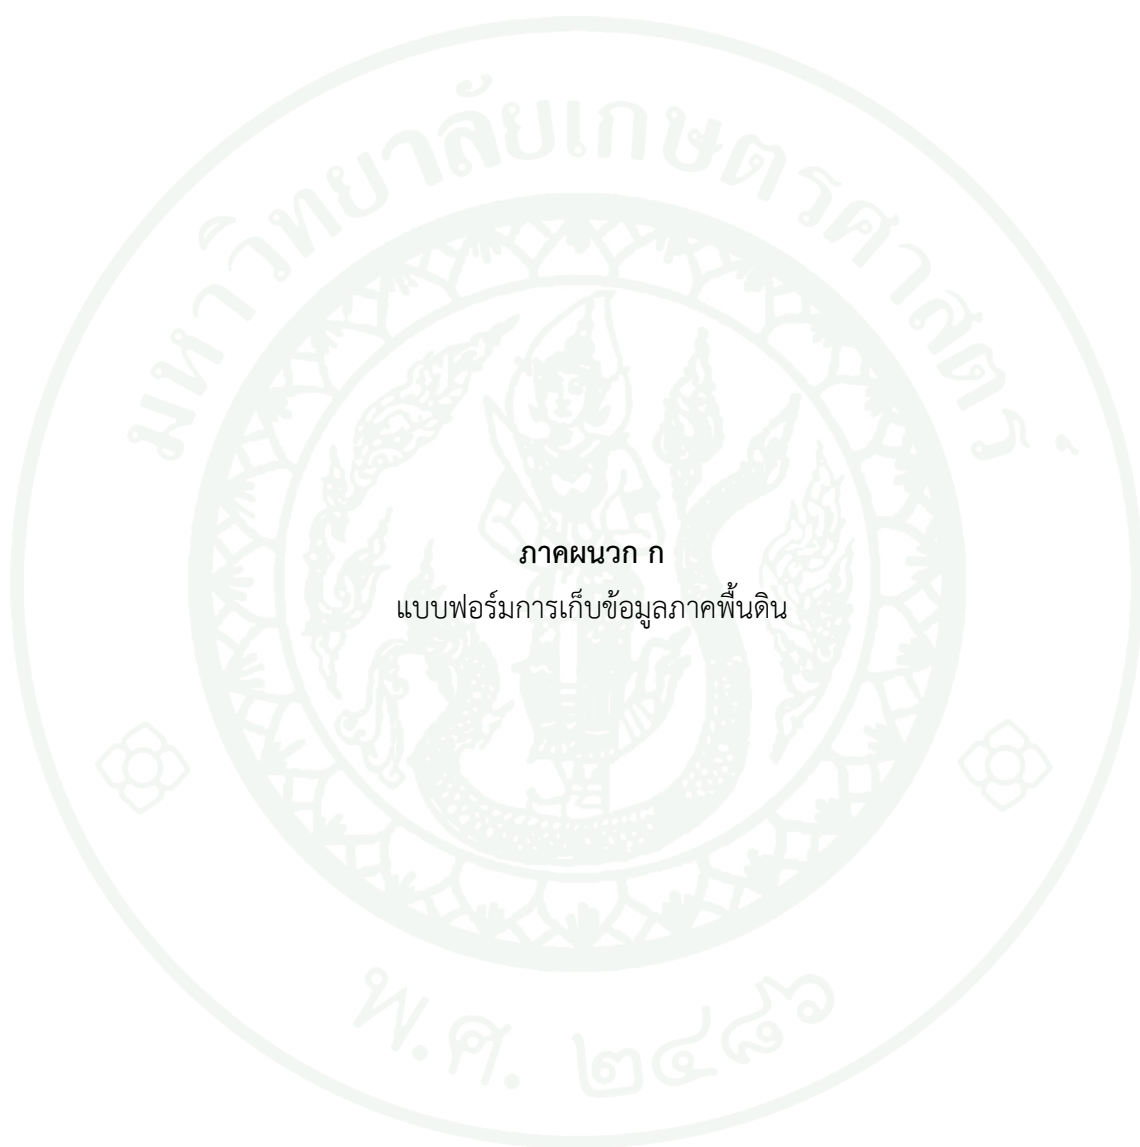 มหาวิทยาลัยเกษตรศาสตร์
ภาคผนวก ก
แบบฟอร์มการเก็บข้อมูลภาคพื้นดิน
พ.ศ. ๒๔๘๖